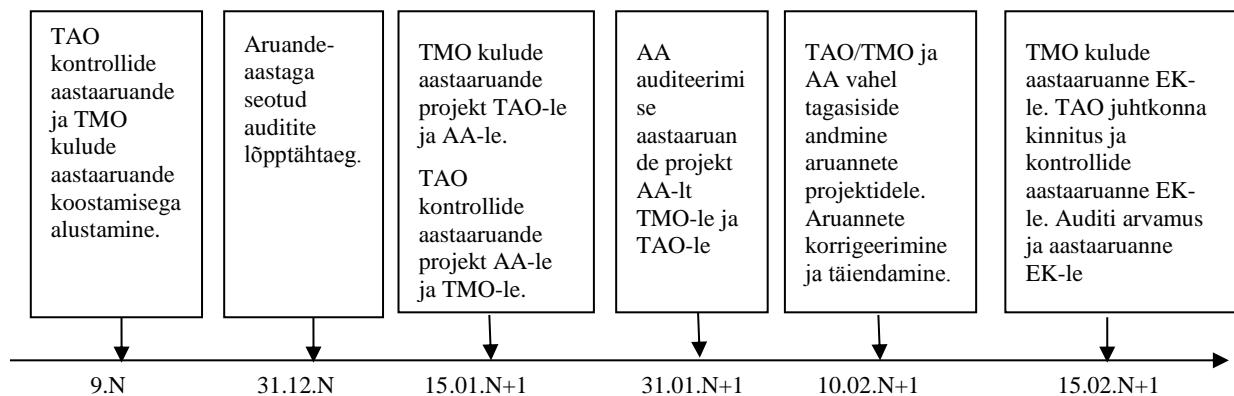 TAO
kontrollide
aastaaruande
ja TMO
kulude
aastaaruande
koostamisega
alustamine.
Aruande-
aastaga
seotud
auditite
lõpptähtaeg.
TMO kulude
aastaaruande
projekt TAO-le
ja AA-le.
TAO
kontrollide
aastaaruande
projekt AA-le
ja TMO-le.
AA
auditeerimi
se
aastaaruan
de projekt
AA-lt
TMO-le ja
TAO-le
TAO/TMO ja
AA vahel
tagasiside
andmine
aruannete
projektidele.
Aruannete
korrigeerimine
ja täiendamine.
TMO kulude
aastaaruanne EK-
le. TAO juhtkonna
kinnitus ja
kontrollide
aastaaruanne EK-
le. Auditi arvamus
ja aastaaruanne
EK-le
9.N
31.12.N
15.01.N+1
31.01.N+1
10.02.N+1
15.02.N+1